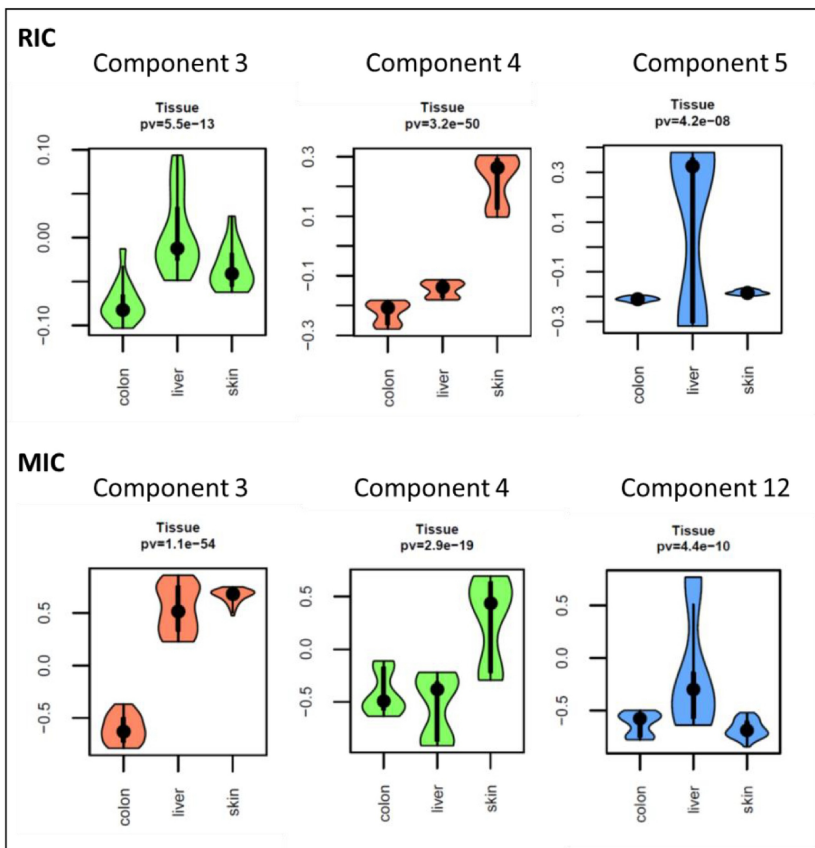 RIC
Component 3 Component 4 Component 5
Tissue Tissue Tissue
pv=5.5e−13 pv=3.2e−50 pv=4.2e−08
0.10
0.00
−0.10
0.3
0.1
−0.1
−0.3
0.3
0.1
−0.1
−0.3
colon liver skin colon liver skin colon liver skin
MIC
Component 3 Component 4 Component 12
Tissue Tissue Tissue
pv=1.1e−54 pv=2.9e−19 pv=4.4e−10
0.5
0.0
−0.5
0.5
0.0
−0.5
0.5
0.0
−0.5
colon liver skin colon liver skin colon liver skin